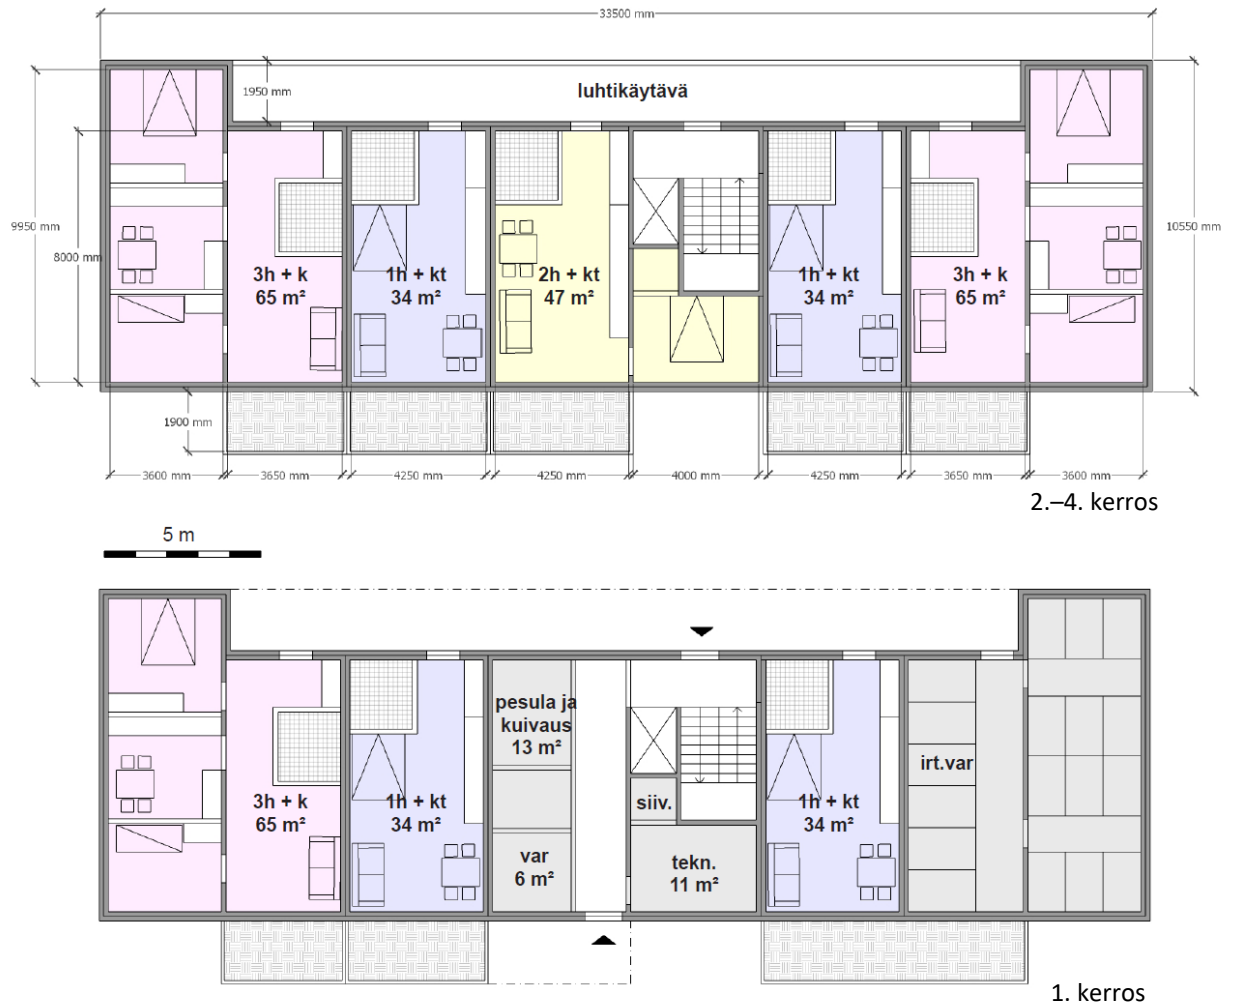 33500 mm
1950 mm
luhtikäytävä
9950 mm
8000 mm
10550 mm
3h + k
65 m²
1h + kt
34 m²
2h + kt
47 m²
1h + kt
34 m²
3h + k
65 m²
1900 mm
3600 mm
3650 mm
4250 mm
4250 mm
4000 mm
4250 mm
3650 mm
3600 mm
2.–4. kerros
5 m
pesula ja
kuivaus
13 m²
irt.var
siiv.
3h + k
65 m²
1h + kt
34 m²
1h + kt
34 m²
var
6 m²
tekn.
11 m²
1. kerros